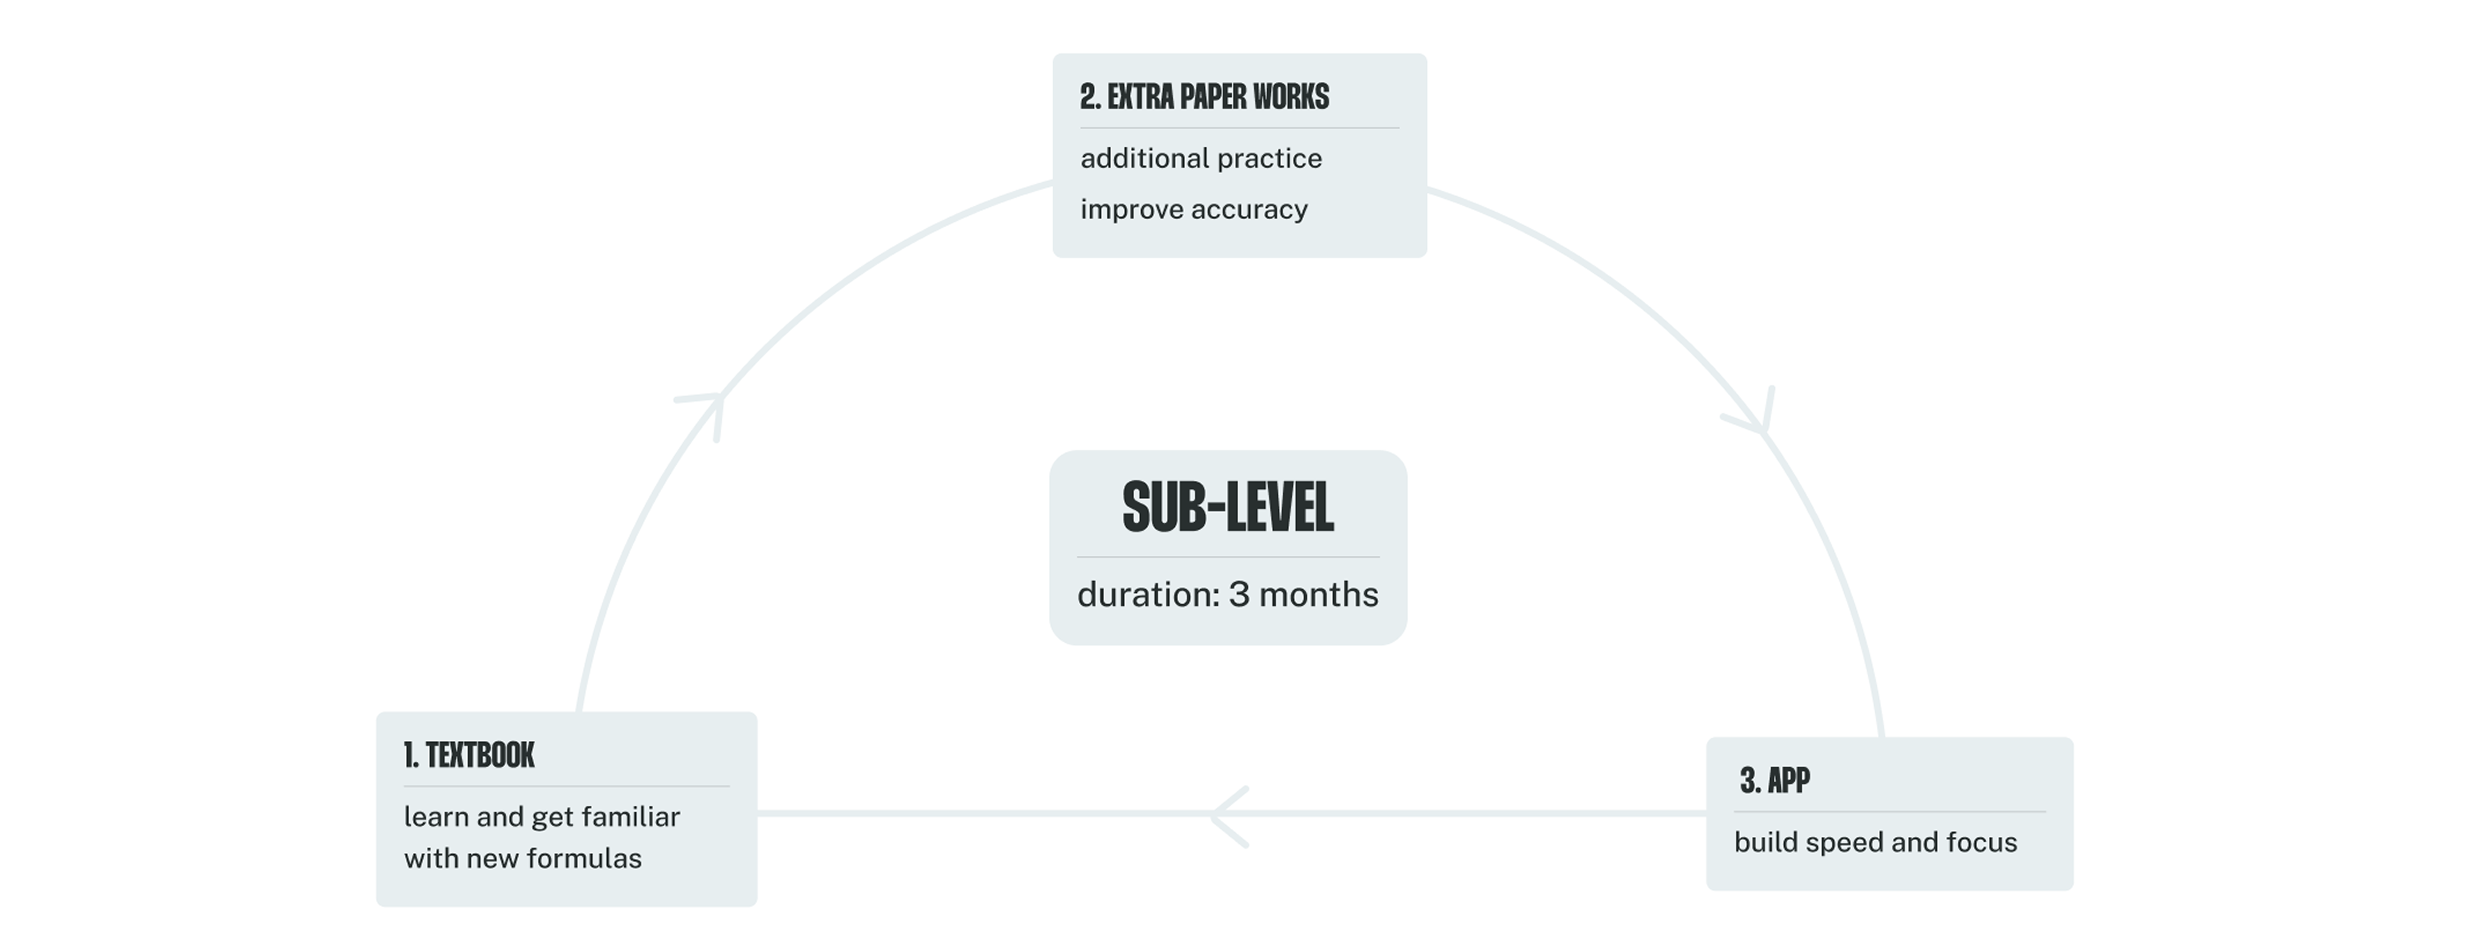 2. EXTRA PAPER WORKS
additional practice
improve accuracy
SUB-LEVEL
duration: 3 months
1. TEXTBOOK
learn and get familiar
with new formulas
3. APP
build speed and focus